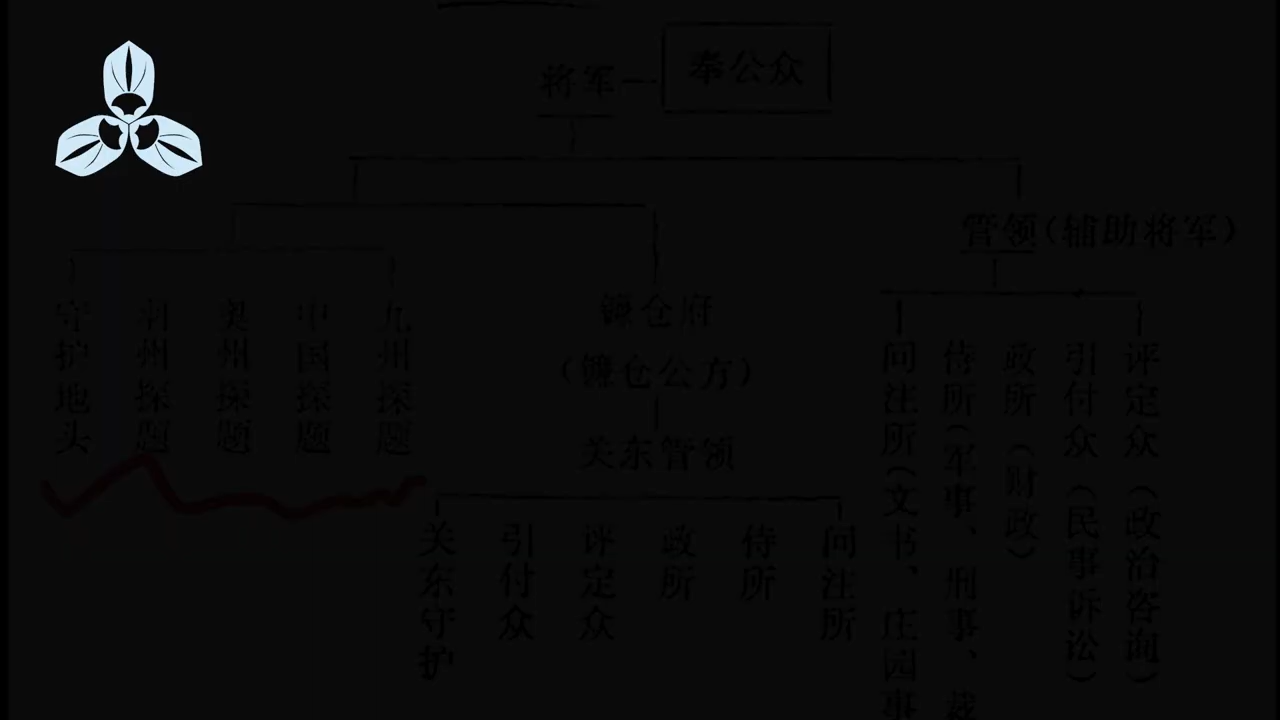 将军
奉公众
管领(辅助将军)
守护地头
羽州探题
奥州探题
中国探题
九州探题
镰仓府
(镰仓公方)
关东管领
关东守护
引付众
评定众
政所
侍所
问注所
问注所(文书、庄园事
侍所(军事、刑事、裁
政所(财政)
引付众(民事诉讼)
评定众(政治咨询)